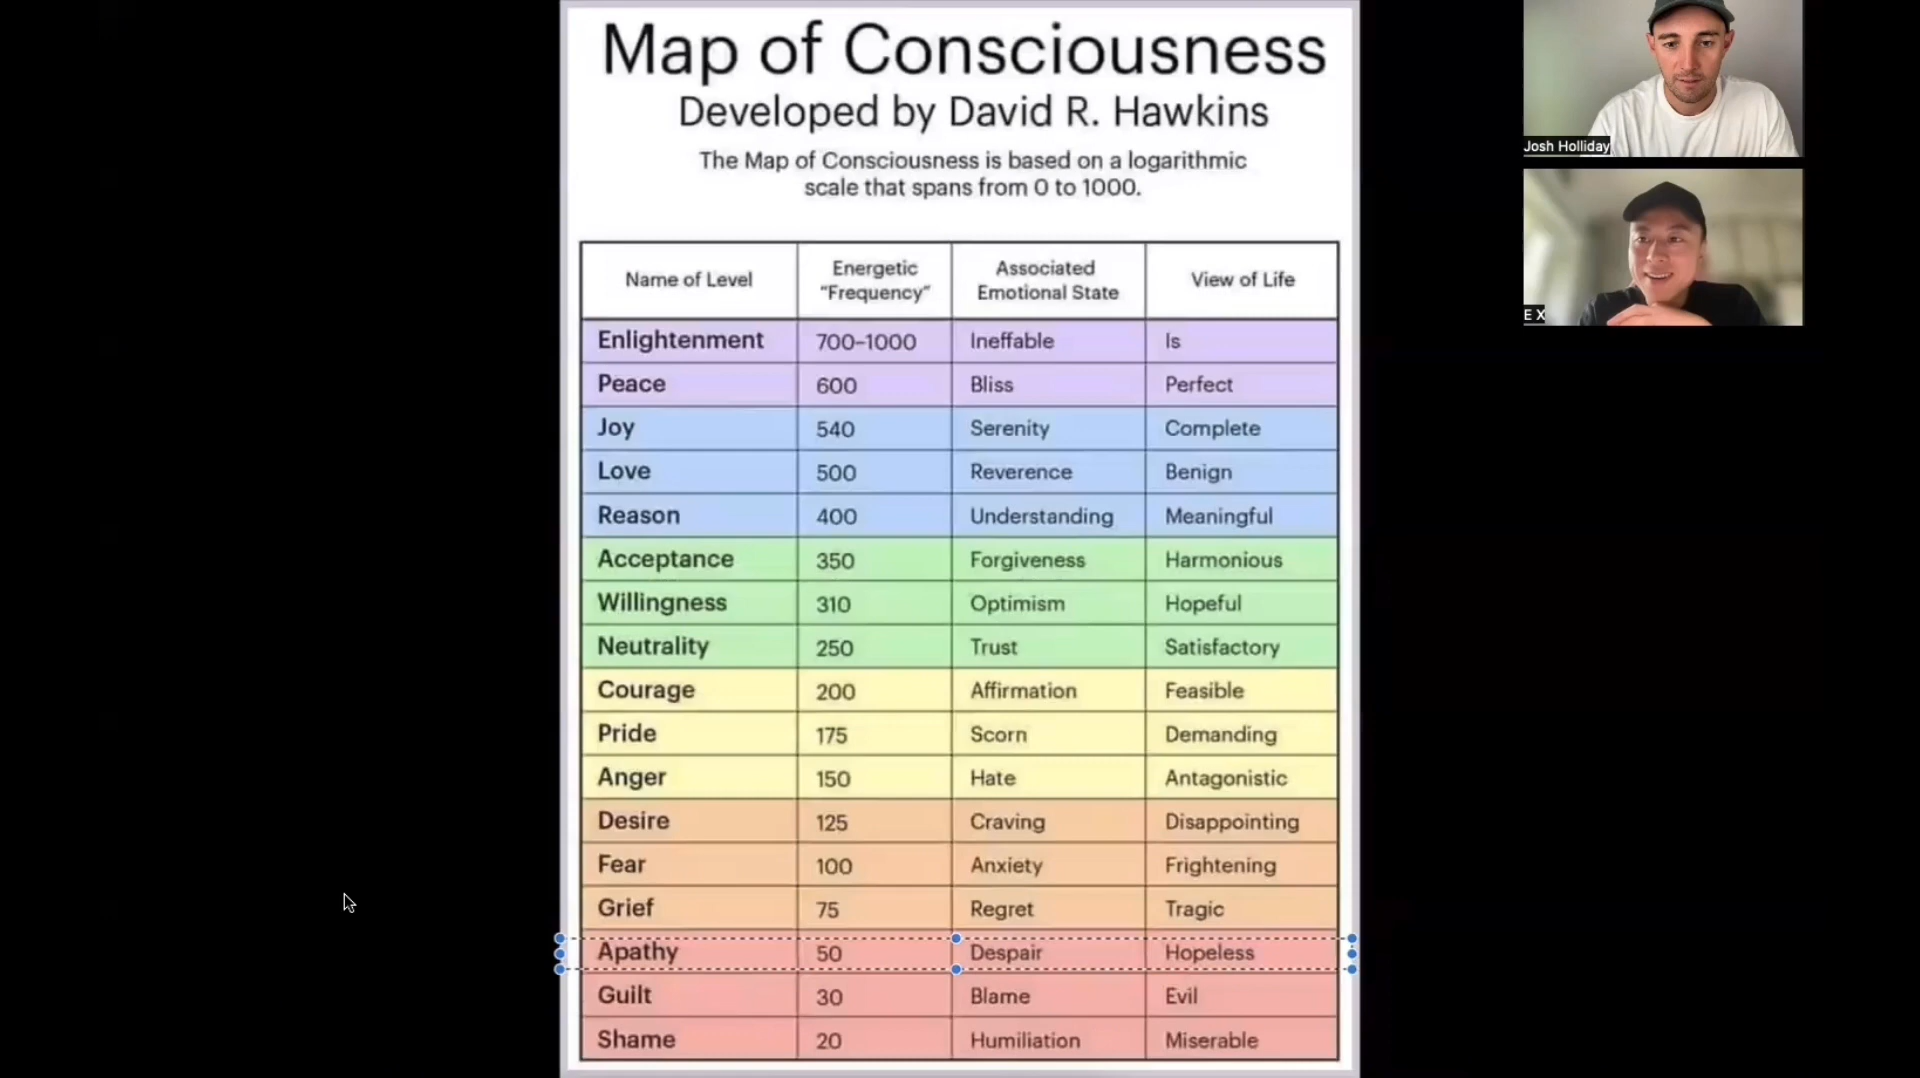 Map of Consciousness
Developed by David R. Hawkins
The Map of Consciousness is based on a logarithmic
scale that spans from 0 to 1000.
Name of Level Energetic "Frequency" Associated Emotional State View of Life
Enlightenment 700–1000 Ineffable Is
Peace 600 Bliss Perfect
Joy 540 Serenity Complete
Love 500 Reverence Benign
Reason 400 Understanding Meaningful
Acceptance 350 Forgiveness Harmonious
Willingness 310 Optimism Hopeful
Neutrality 250 Trust Satisfactory
Courage 200 Affirmation Feasible
Pride 175 Scorn Demanding
Anger 150 Hate Antagonistic
Desire 125 Craving Disappointing
Fear 100 Anxiety Frightening
Grief 75 Regret Tragic
Apathy 50 Despair Hopeless
Guilt 30 Blame Evil
Shame 20 Humiliation Miserable
Josh Holliday
E X